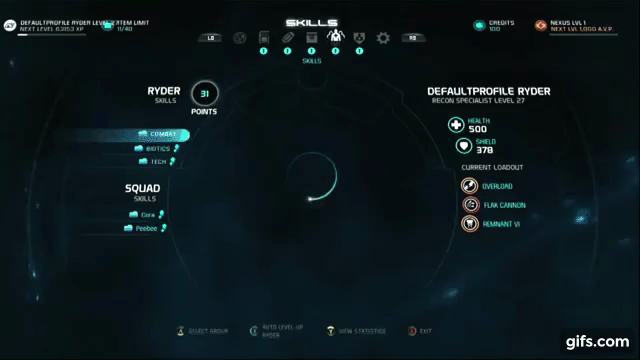 SKILLS
DEFAULTPROFILE RYDER
NEXT LEVEL 63153 XP
ITEM LIMIT
11/40
CREDITS
100
NEXUS LVL 1
NEXT LVL 1,000 A.V.P.
LB
RB
SKILLS
RYDER
SKILLS
31
POINTS
COMBAT
BIOTICS
TECH
SQUAD
SKILLS
Cora
Peebee
DEFAULTPROFILE RYDER
RECON SPECIALIST LEVEL 27
HEALTH
500
SHIELD
378
CURRENT LOADOUT
OVERLOAD
FLAK CANNON
REMNANT VI
SELECT GROUP
AUTO LEVEL-UP
RYDER
VIEW STATISTICS
EXIT
gifs.com